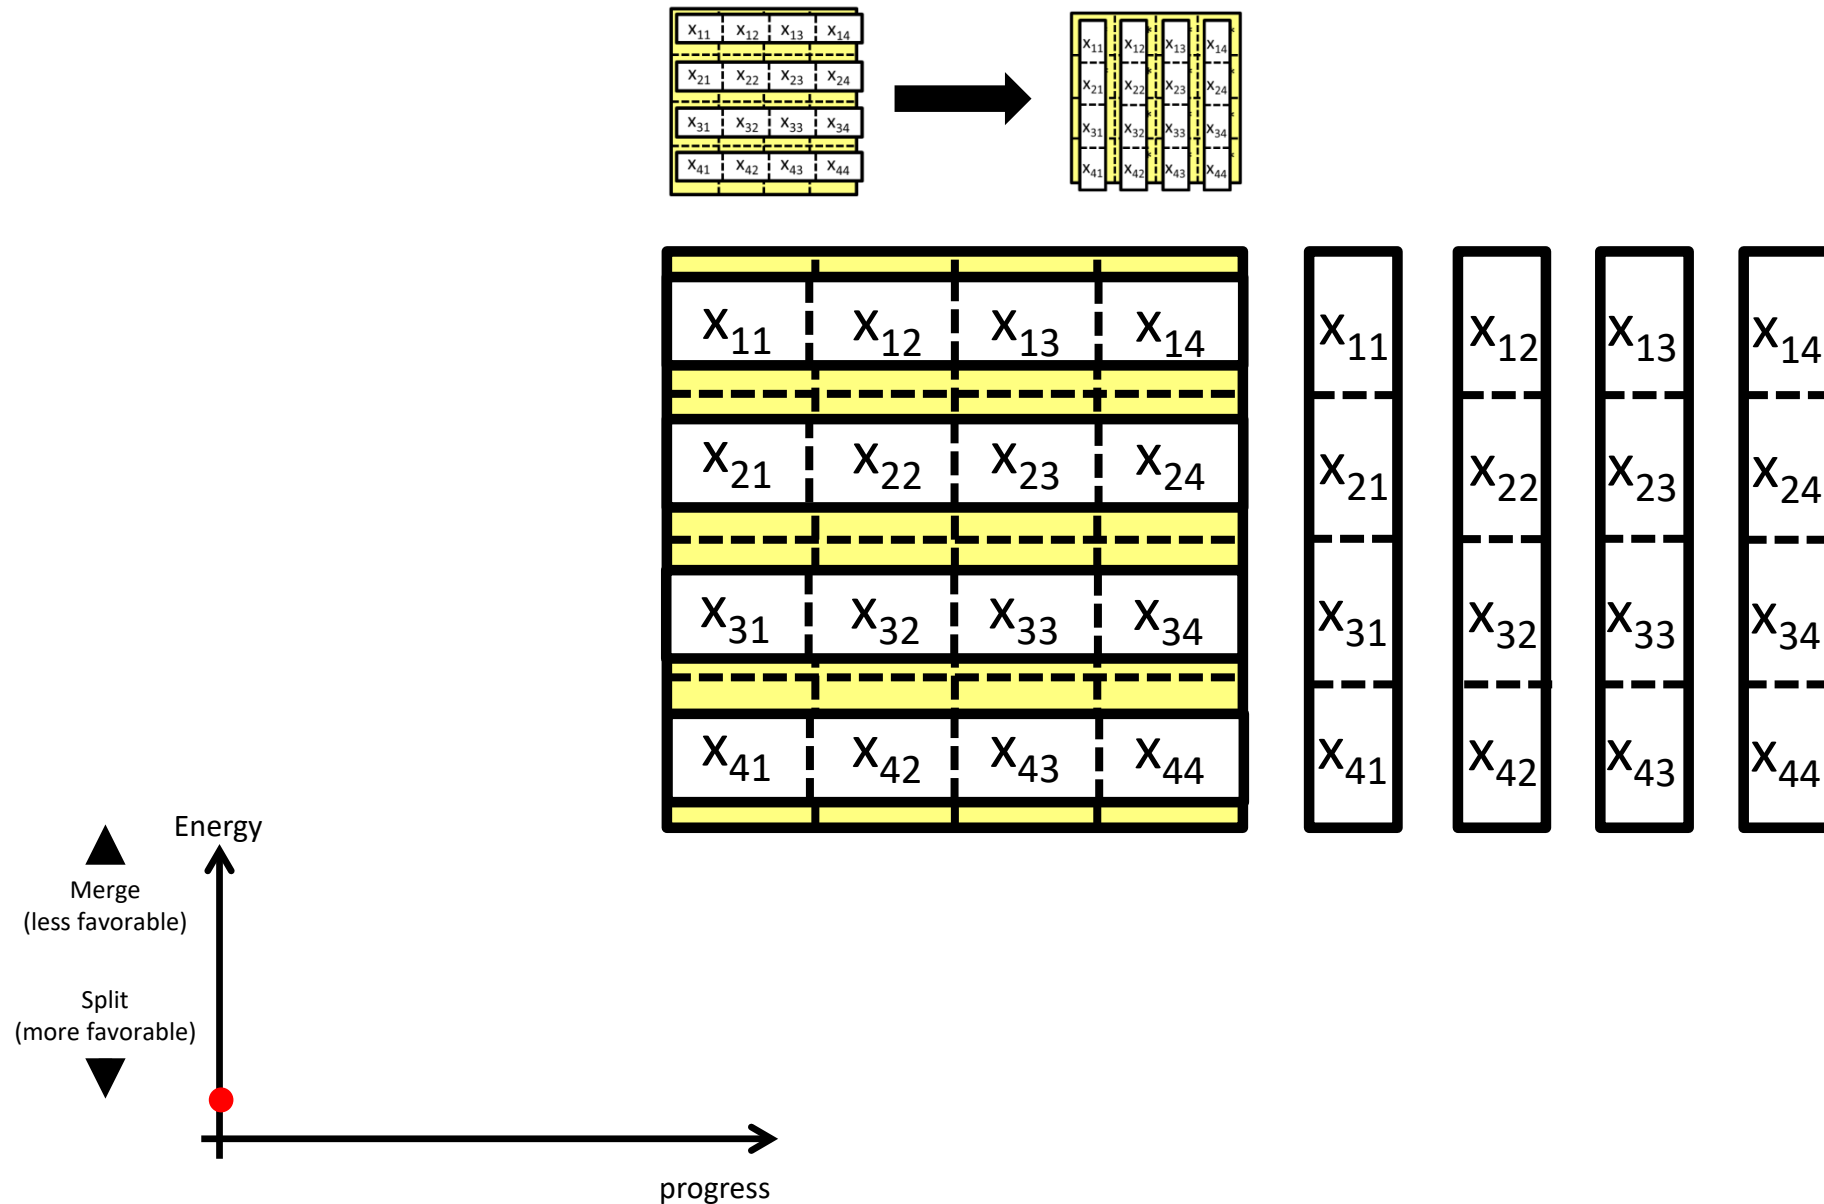 x11 x12 x13 x14
x21 x22 x23 x24
x31 x32 x33 x34
x41 x42 x43 x44
x11 x12* x13* x14*
x21* x22* x23* x24*
x31 x32* x33* x34*
x41 x42* x43* x44*
x11 x12 x13 x14
x21 x22 x23 x24
x31 x32 x33 x34
x41 x42 x43 x44
x11 x12 x13 x14
x21 x22 x23 x24
x31 x32 x33 x34
x41 x42 x43 x44
Energy
Merge
(less favorable)
Split
(more favorable)
progress